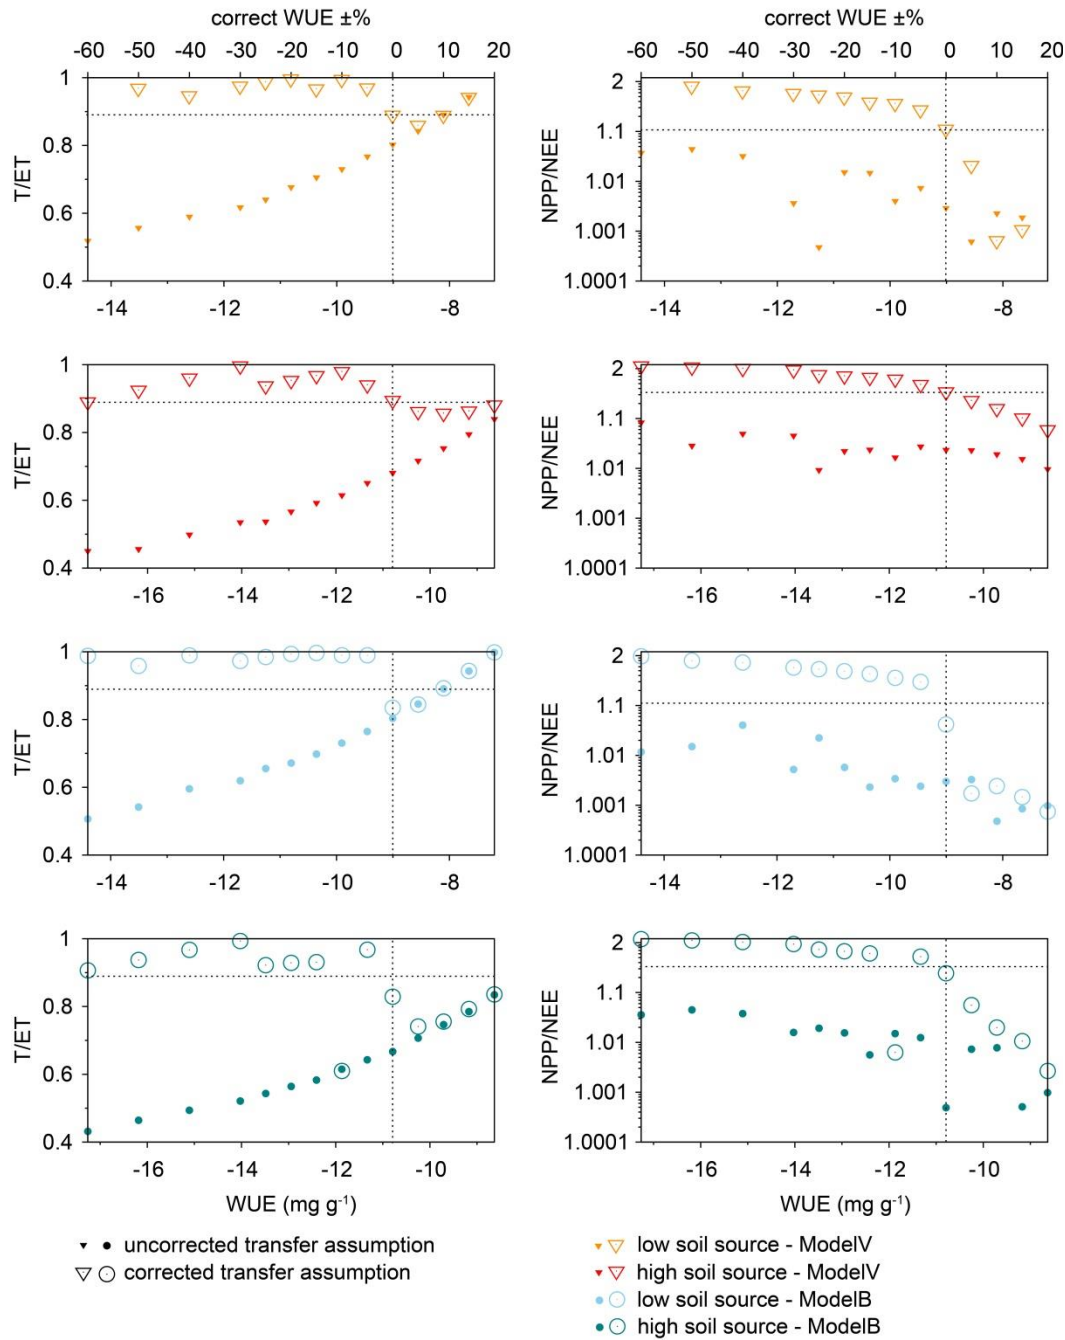 correct WUE ±%
correct WUE ±%
-60 -50 -40 -30 -20 -10 0 10 20
-60 -50 -40 -30 -20 -10 0 10 20
T/ET
1
0.8
0.6
0.4
-14 -12 -10 -8
NPP/NEE
2
1.1
1.01
1.001
1.0001
-14 -12 -10 -8
T/ET
1
0.8
0.6
0.4
-16 -14 -12 -10
NPP/NEE
2
1.1
1.01
1.001
1.0001
-16 -14 -12 -10
T/ET
1
0.8
0.6
0.4
-14 -12 -10 -8
NPP/NEE
2
1.1
1.01
1.001
1.0001
-14 -12 -10 -8
T/ET
1
0.8
0.6
0.4
-16 -14 -12 -10
WUE (mg g⁻¹)
NPP/NEE
2
1.1
1.01
1.001
1.0001
-16 -14 -12 -10
WUE (mg g⁻¹)
uncorrected transfer assumption
corrected transfer assumption
low soil source - ModelV
high soil source - ModelV
low soil source - ModelB
high soil source - ModelB